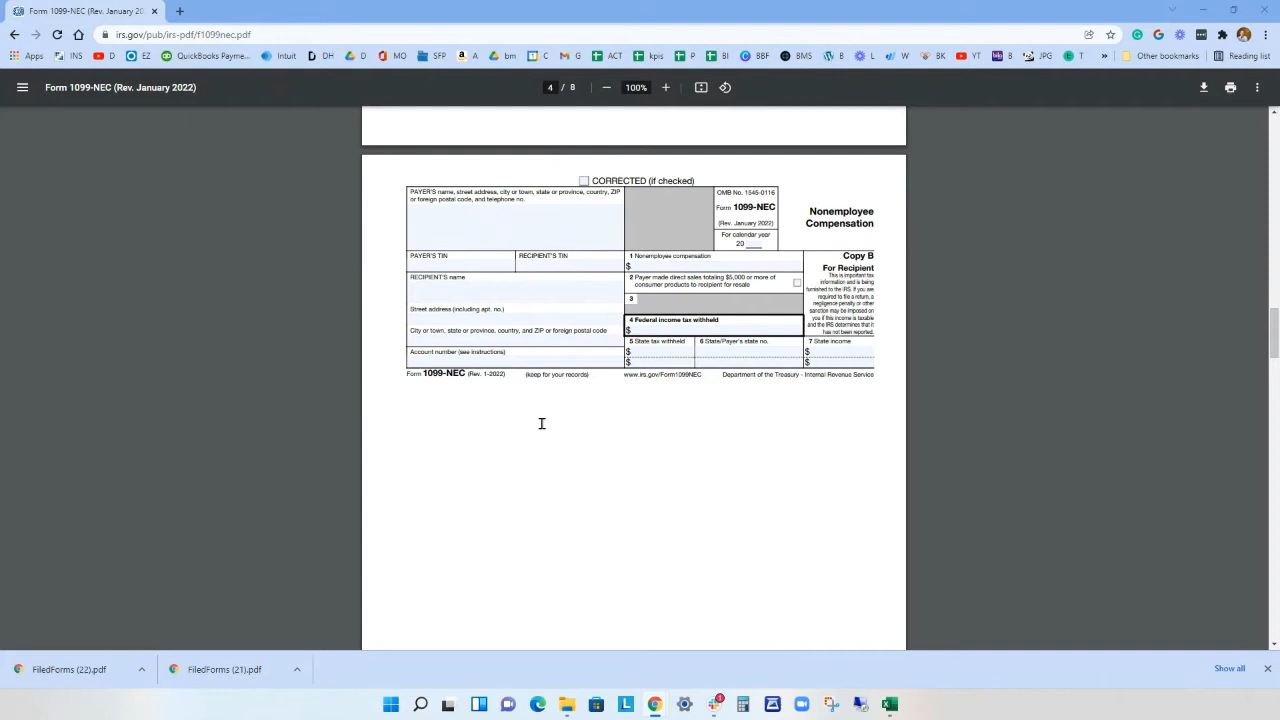 Form 1099-NEC (Rev. January 20
irs.gov/pub/irs-pdf/f1099nec.pdf
Yelp
INS
D
EZ
QuickBooks Reyme...
Intuit
DH
D
MO
SFP
A
bm
C
G
ACT
kpis
P
BI
BBF
BMS
W
L
W
BK
YT
B
JPG
T
»
Other bookmarks
Reading list
Form 1099-NEC (Rev. January 2022)
4 / 8
100%
CORRECTED (if checked)
PAYER'S name, street address, city or town, state or province, country, ZIP
or foreign postal code, and telephone no.
OMB No. 1545-0116
Form 1099-NEC
(Rev. January 2022)
For calendar year
20
Nonemployee
Compensation
PAYER'S TIN
RECIPIENT'S TIN
1 Nonemployee compensation
$
Copy B
For Recipient
This is important tax
information and is being
furnished to the IRS. If you are
required to file a return, a
negligence penalty or other
sanction may be imposed on
you if this income is taxable
and the IRS determines that it
has not been reported.
RECIPIENT'S name
2 Payer made direct sales totaling $5,000 or more of
consumer products to recipient for resale
3
Street address (including apt. no.)
4 Federal income tax withheld
$
City or town, state or province, country, and ZIP or foreign postal code
5 State tax withheld
$
$
6 State/Payer's state no.
7 State income
$
$
Account number (see instructions)
Form 1099-NEC (Rev. 1-2022)
(keep for your records)
www.irs.gov/Form1099NEC
Department of the Treasury - Internal Revenue Service
FiledForms (22).pdf
FiledForms (21).pdf
Show all
1